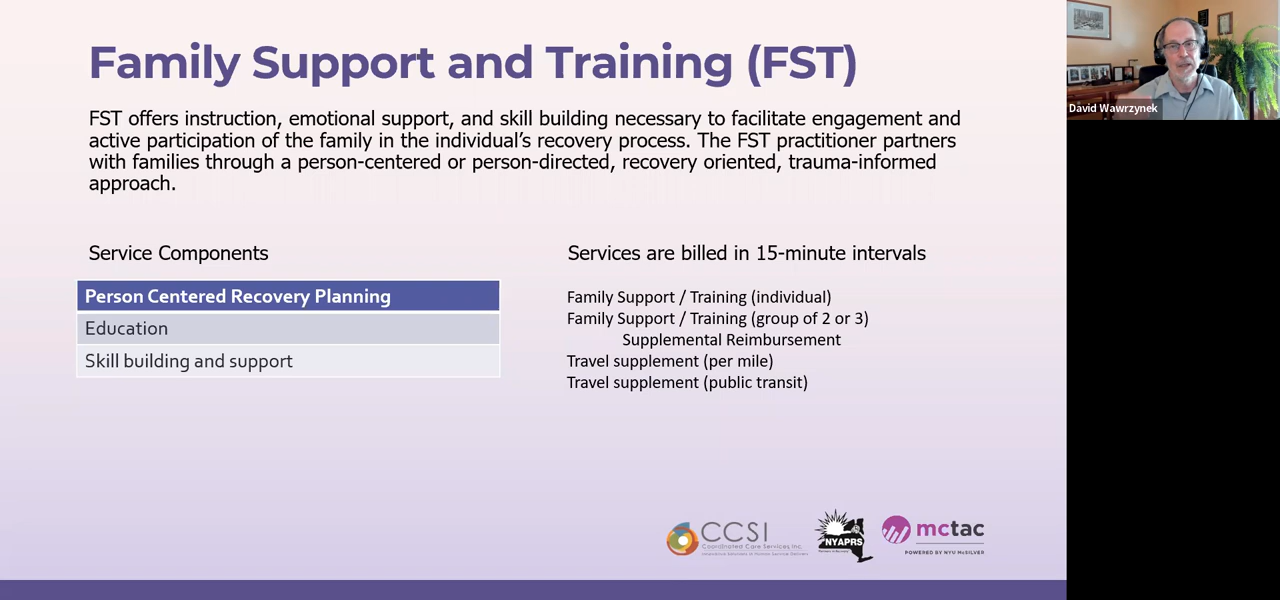 Family Support and Training (FST)
FST offers instruction, emotional support, and skill building necessary to facilitate engagement and
active participation of the family in the individual's recovery process. The FST practitioner partners
with families through a person-centered or person-directed, recovery oriented, trauma-informed
approach.
Service Components
Person Centered Recovery Planning
Education
Skill building and support
Services are billed in 15-minute intervals
Family Support / Training (individual)
Family Support / Training (group of 2 or 3)
Supplemental Reimbursement
Travel supplement (per mile)
Travel supplement (public transit)
David Wawrzynek
CCSI
Coordinated Care Services Inc.
NYAPRS
mctac
POWERED BY NYU McSILVER